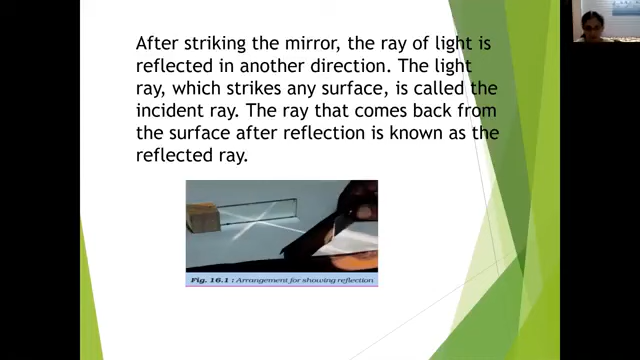 After striking the mirror, the ray of light is
reflected in another direction. The light
ray, which strikes any surface, is called the
incident ray. The ray that comes back from
the surface after reflection is known as the
reflected ray.
Fig. 16.1 : Arrangement for showing reflection